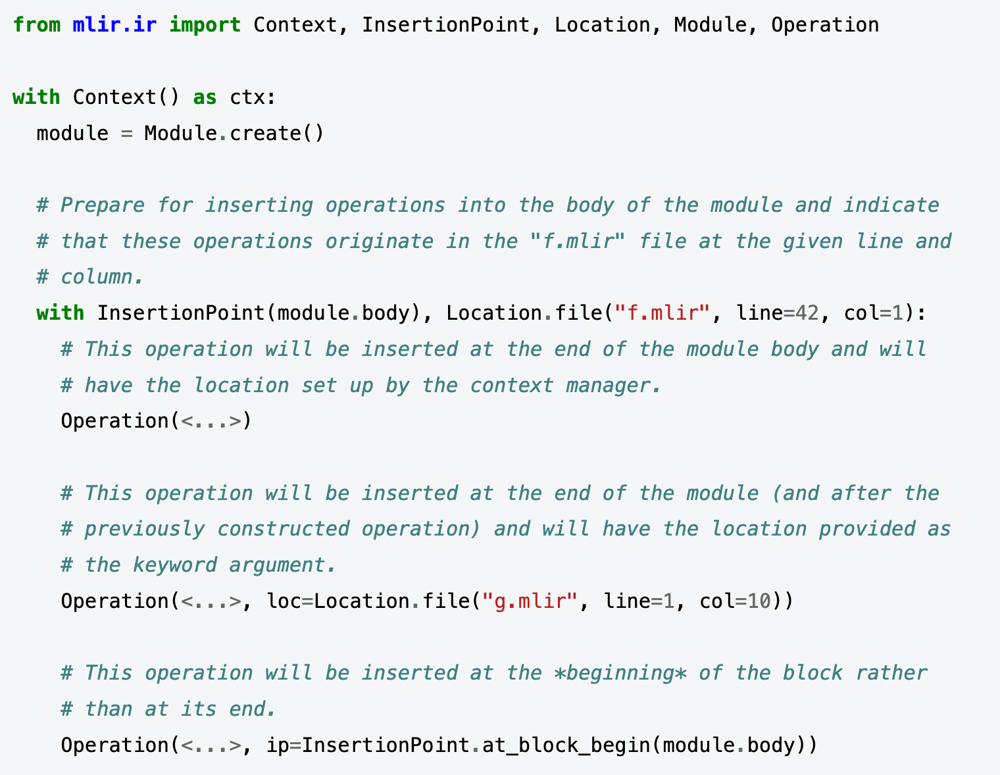 from mlir.ir import Context, InsertionPoint, Location, Module, Operation
with Context() as ctx:
  module = Module.create()
  # Prepare for inserting operations into the body of the module and indicate
  # that these operations originate in the "f.mlir" file at the given line and
  # column.
  with InsertionPoint(module.body), Location.file("f.mlir", line=42, col=1):
    # This operation will be inserted at the end of the module body and will
    # have the location set up by the context manager.
    Operation(<...>)
    # This operation will be inserted at the end of the module (and after the
    # previously constructed operation) and will have the location provided as
    # the keyword argument.
    Operation(<...>, loc=Location.file("g.mlir", line=1, col=10))
    # This operation will be inserted at the *beginning* of the block rather
    # than at its end.
    Operation(<...>, ip=InsertionPoint.at_block_begin(module.body))